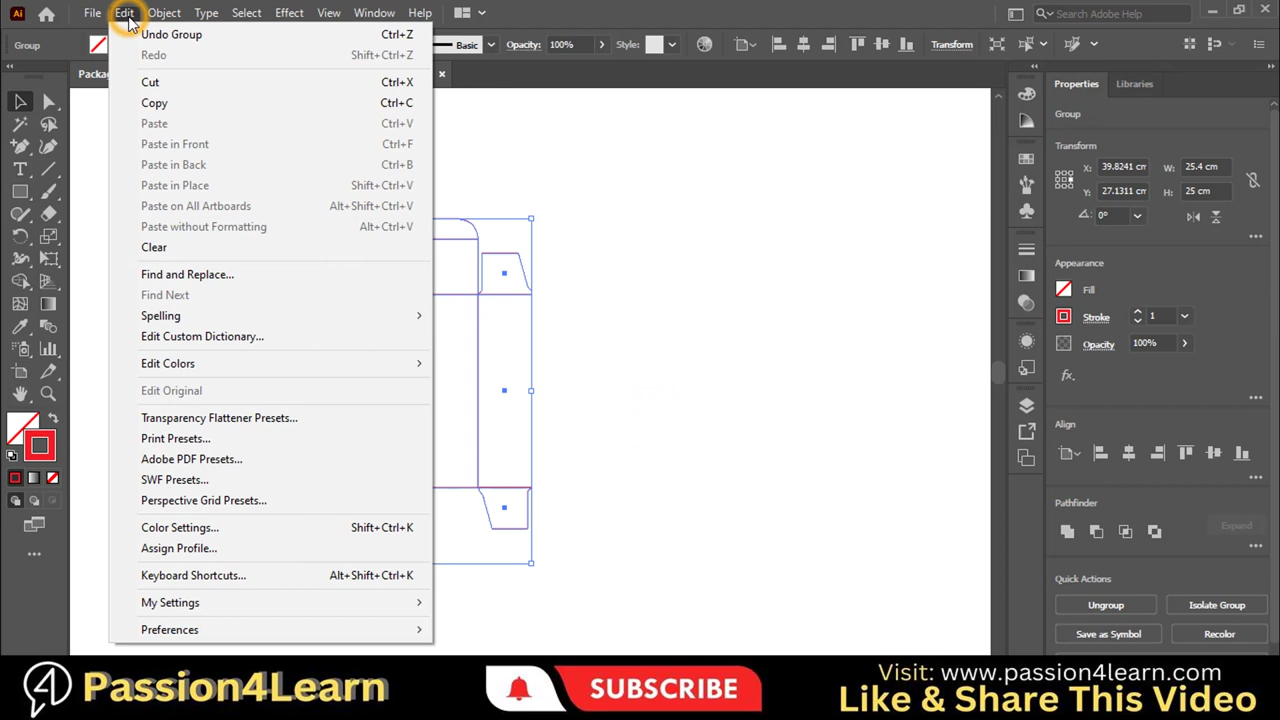 Ai File Edit Object Type Select Effect View Window Help Search Adobe Help
Group Basic Opacity: 100% Style: Transform
Packa
Undo Group Ctrl+Z
Redo Shift+Ctrl+Z
Cut Ctrl+X
Copy Ctrl+C
Paste Ctrl+V
Paste in Front Ctrl+F
Paste in Back Ctrl+B
Paste in Place Shift+Ctrl+V
Paste on All Artboards Alt+Shift+Ctrl+V
Paste without Formatting Alt+Ctrl+V
Clear
Find and Replace...
Find Next
Spelling
Edit Custom Dictionary...
Edit Colors
Edit Original
Transparency Flattener Presets...
Print Presets...
Adobe PDF Presets...
SWF Presets...
Perspective Grid Presets...
Color Settings... Shift+Ctrl+K
Assign Profile...
Keyboard Shortcuts... Alt+Shift+Ctrl+K
My Settings
Preferences
Properties Libraries
Group
Transform
X: 39.8241 cm W: 25.4 cm
Y: 27.1311 cm H: 25 cm
0°
Appearance
Fill
Stroke 1
Opacity 100%
fx.
Align
Pathfinder
Expand
Quick Actions
Ungroup Isolate Group
Save as Symbol Recolor
Passion4Learn
SUBSCRIBE
Visit: www.passion4learn.com
Like & Share This Video